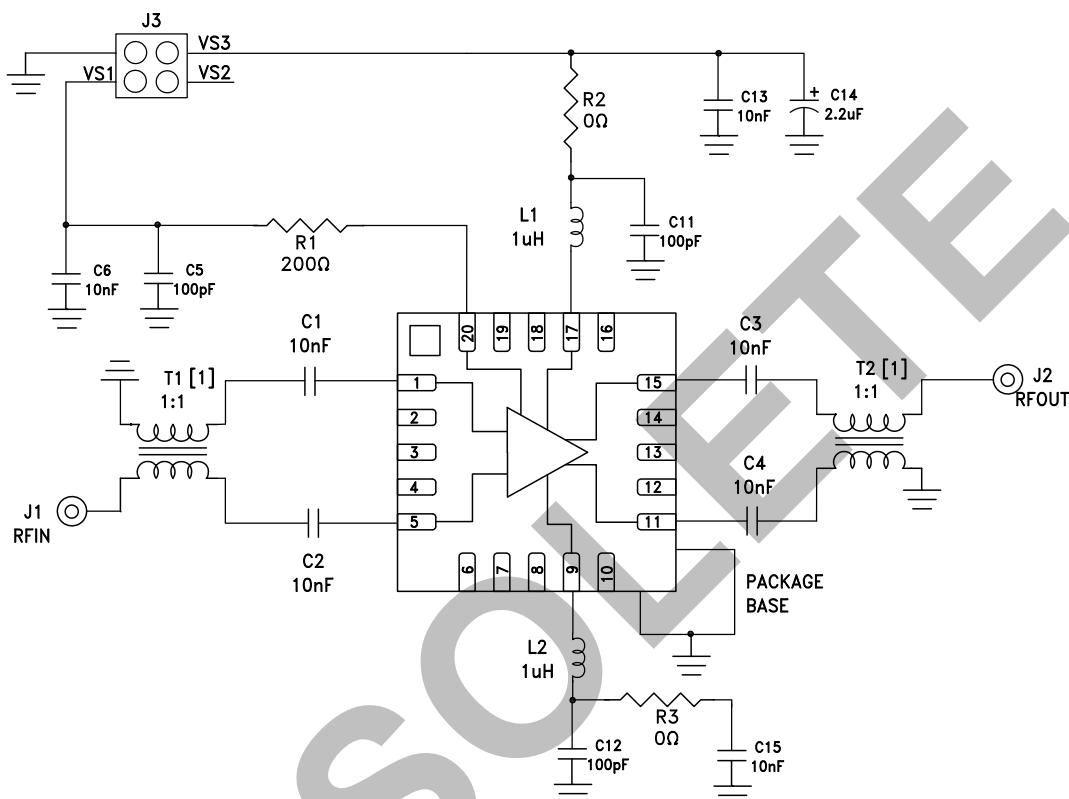 J3
VS3
VS1
VS2
R2
0Ω
C13
10nF
+
C14
2.2uF
L1
1uH
C11
100pF
R1
200Ω
C6
10nF
C5
100pF
C1
10nF
C3
10nF
T1 [1]
1:1
T2 [1]
1:1
J2
RFOUT
20
19
18
17
16
1
2
3
4
5
15
14
13
12
11
6
7
8
9
10
J1
RFIN
C2
10nF
C4
10nF
PACKAGE
BASE
L2
1uH
R3
0Ω
C12
100pF
C15
10nF
SOLETE